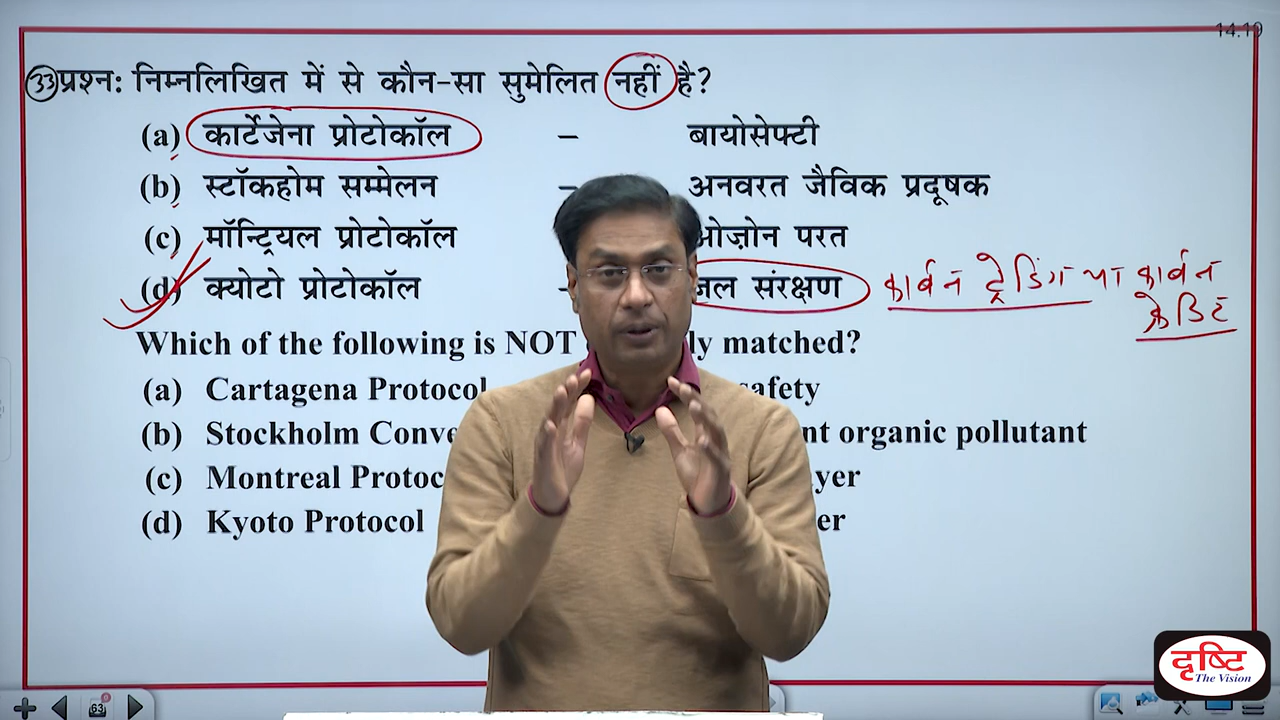 14.19
33 प्रश्न: निम्नलिखित में से कौन-सा सुमेलित नहीं है?
(a) कार्टेजेना प्रोटोकॉल – बायोसेफ्टी
(b) स्टॉकहोम सम्मेलन – अनवरत जैविक प्रदूषक
(c) मॉन्ट्रियल प्रोटोकॉल ओज़ोन परत
(d) क्योटो प्रोटोकॉल - जल संरक्षण कार्बन ट्रेडिंग या कार्बन
क्रेडिट
Which of the following is NOT ly matched?
(a) Cartagena Protocol safety
(b) Stockholm Conve nt organic pollutant
(c) Montreal Protoc yer
(d) Kyoto Protocol er
63
दृष्टि
The Vision